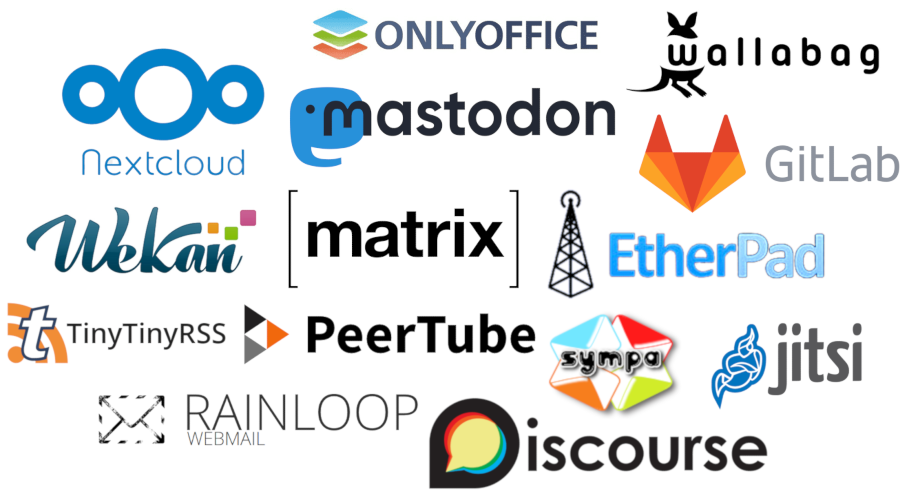 ONLYOFFICE
wallabag
Nextcloud
mastodon
GitLab
WeKan
[matrix]
EtherPad
t TinyTinyRSS
PeerTube
sympa
jitsi
RAINLOOP
WEBMAIL
Discourse